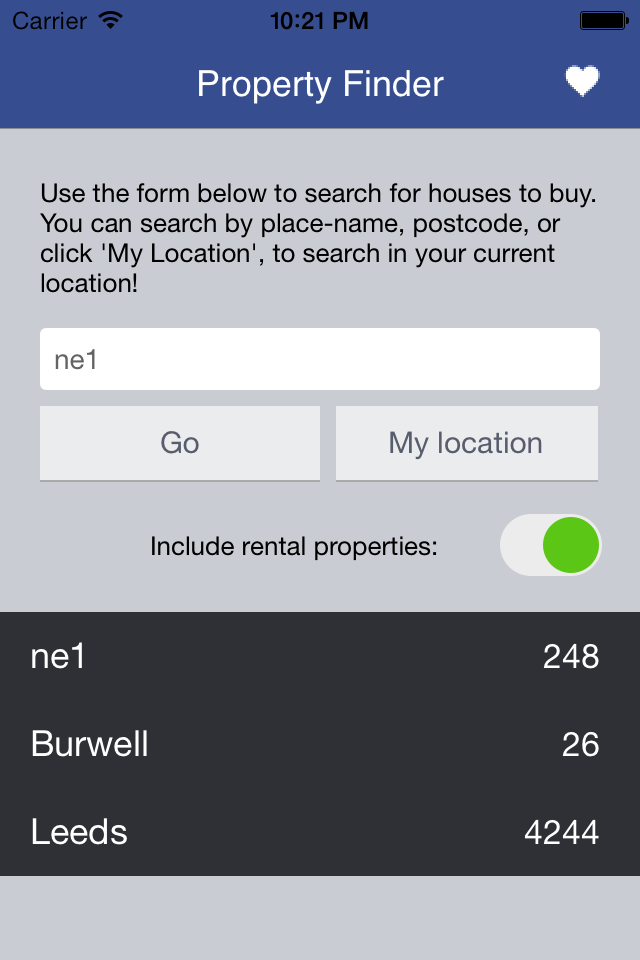 Carrier 10:21 PM
Property Finder
Use the form below to search for houses to buy.
You can search by place-name, postcode, or
click 'My Location', to search in your current
location!
ne1
Go My location
Include rental properties:
ne1 248
Burwell 26
Leeds 4244